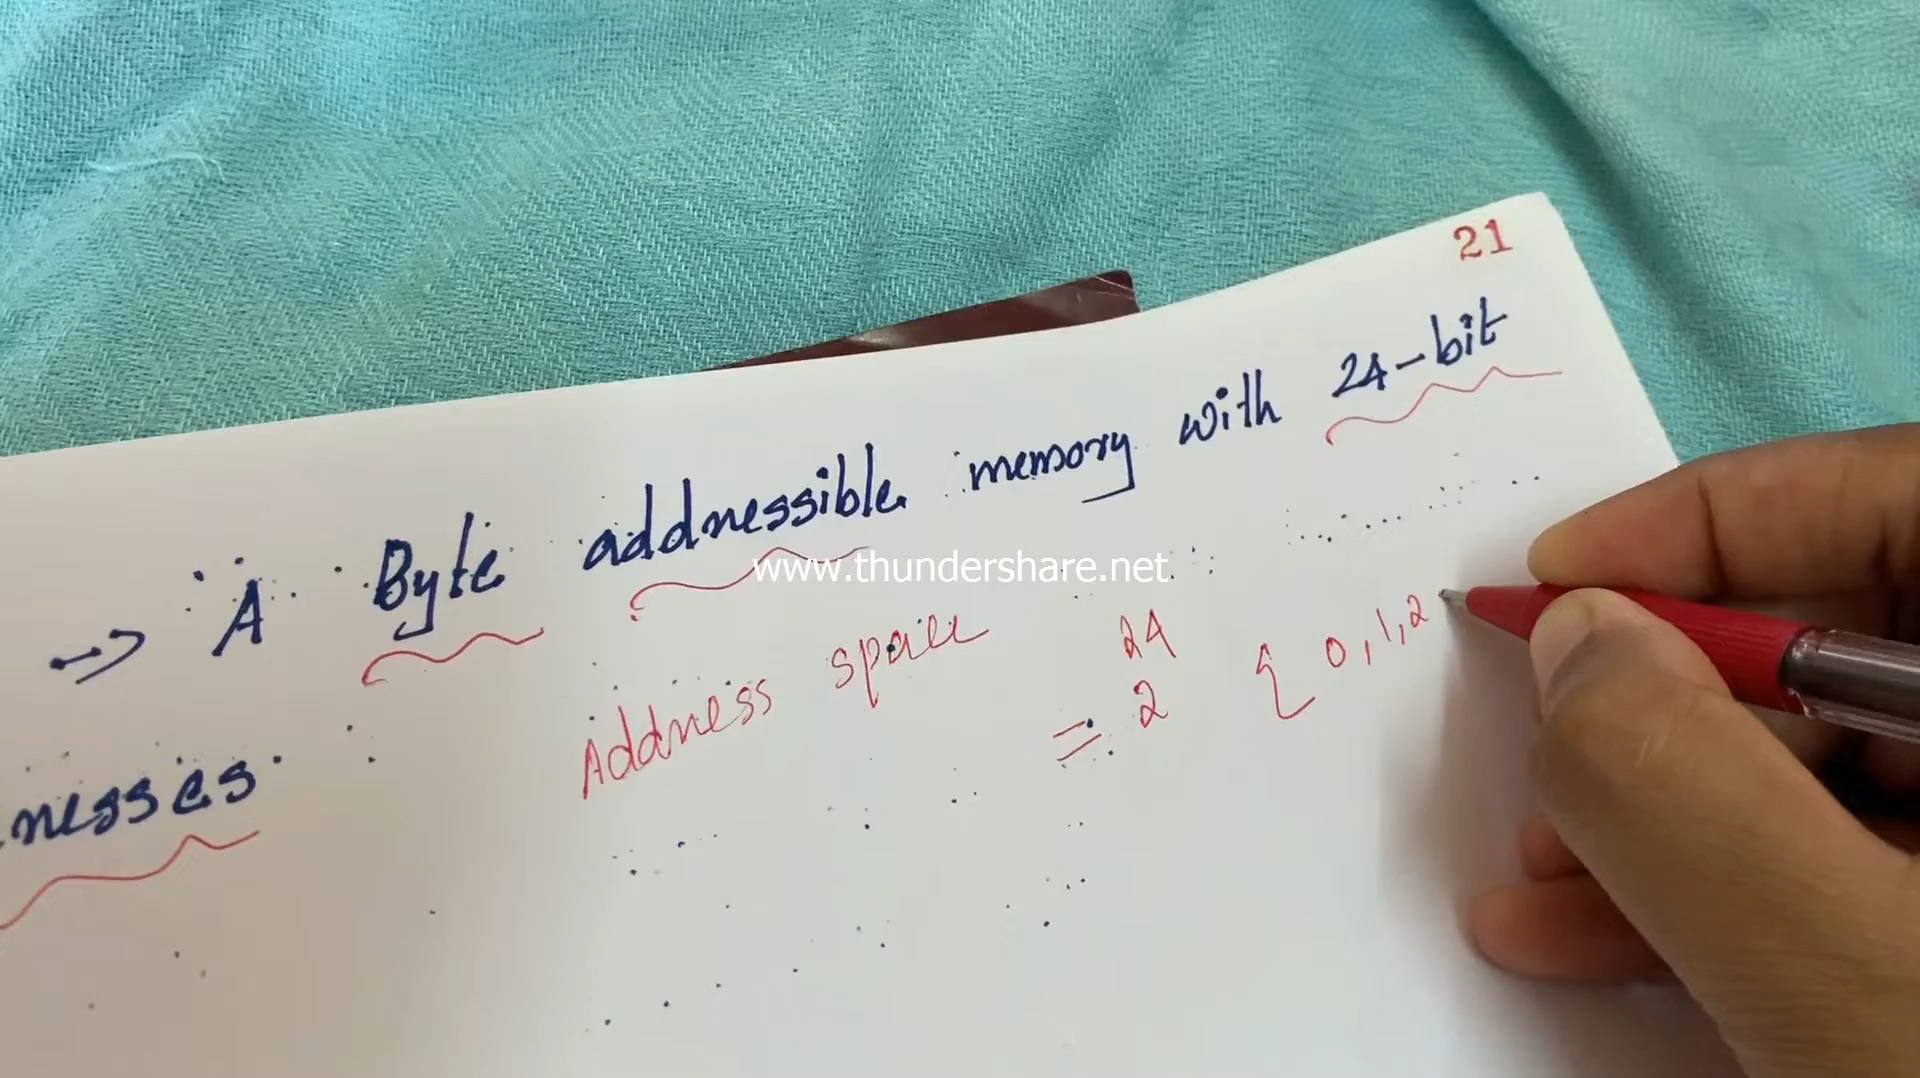 21
→ A Byte addressible memory with 24-bit
www.thundershare.net
Address space = 2^24 { 0, 1, 2
nesses